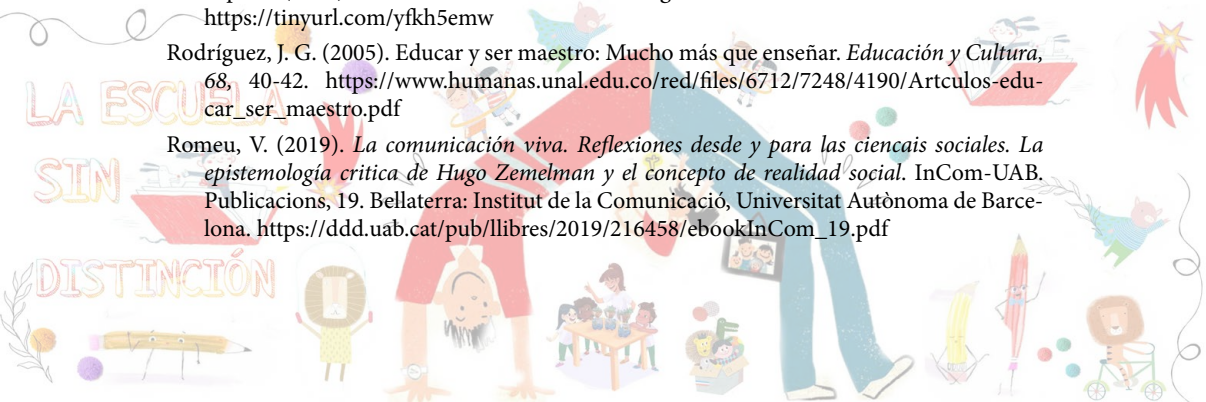 https://tinyurl.com/yfkh5emw
Rodríguez, J. G. (2005). Educar y ser maestro: Mucho más que enseñar. Educación y Cultura,
68, 40-42. https://www.humanas.unal.edu.co/red/files/6712/7248/4190/Artculos-edu-
car_ser_maestro.pdf
Romeu, V. (2019). La comunicación viva. Reflexiones desde y para las ciencais sociales. La
epistemología critica de Hugo Zemelman y el concepto de realidad social. InCom-UAB.
Publicacions, 19. Bellaterra: Institut de la Comunicació, Universitat Autònoma de Barce-
lona. https://ddd.uab.cat/pub/llibres/2019/216458/ebookInCom_19.pdf
LA ESCUELA
SIN
DISTINCIÓN